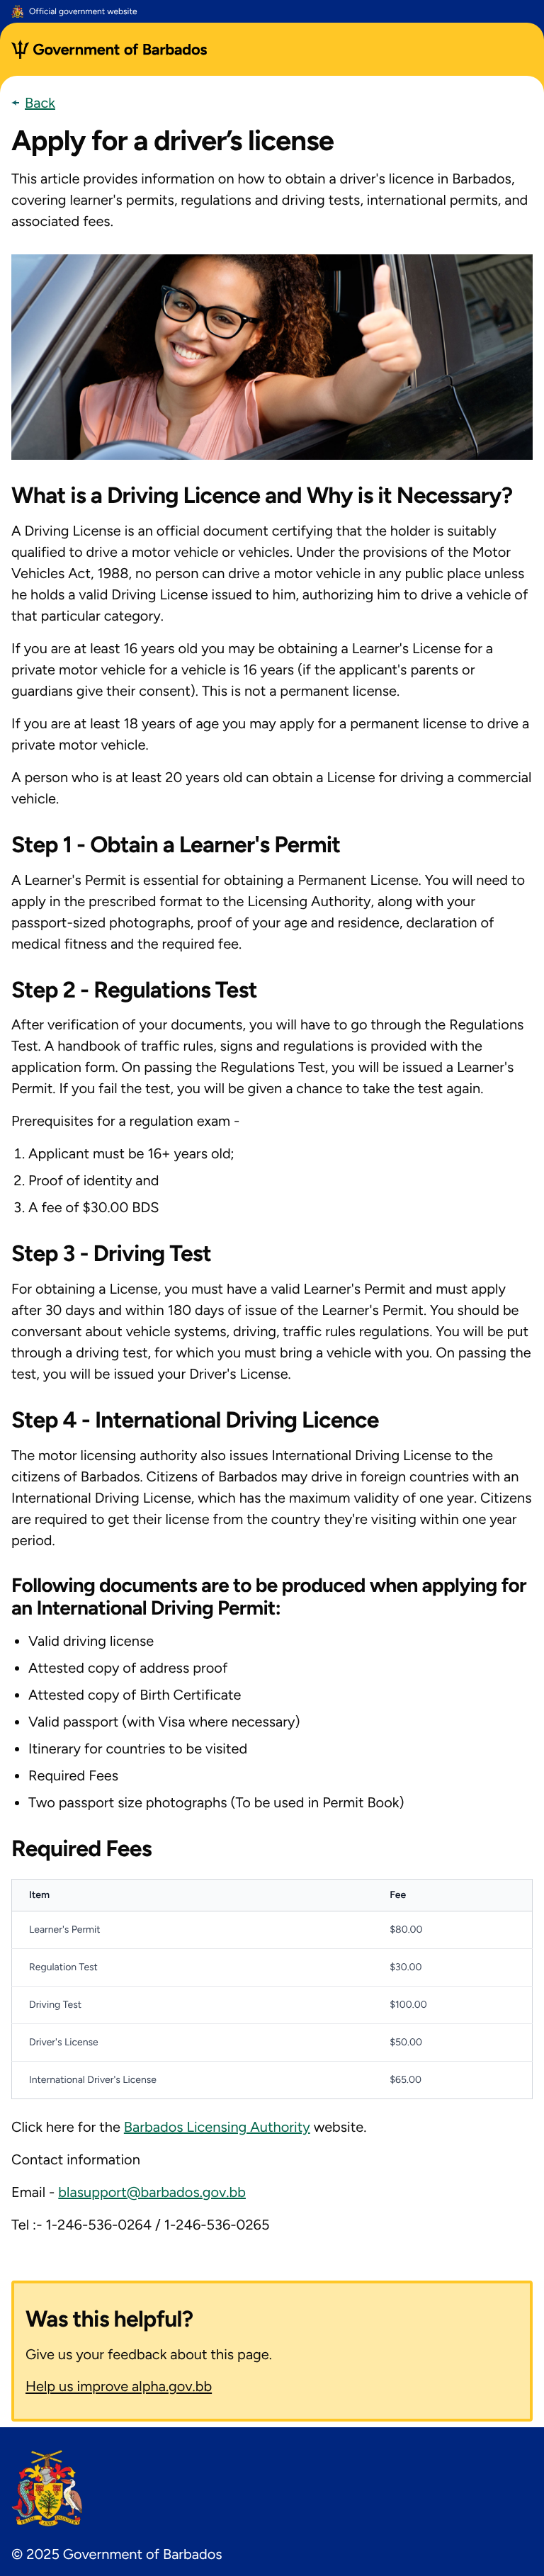 Official government website
Government of Barbados
← Back
Apply for a driver’s license
This article provides information on how to obtain a driver's licence in Barbados,
covering learner's permits, regulations and driving tests, international permits, and
associated fees.
What is a Driving Licence and Why is it Necessary?
A Driving License is an official document certifying that the holder is suitably
qualified to drive a motor vehicle or vehicles. Under the provisions of the Motor
Vehicles Act, 1988, no person can drive a motor vehicle in any public place unless
he holds a valid Driving License issued to him, authorizing him to drive a vehicle of
that particular category.
If you are at least 16 years old you may be obtaining a Learner's License for a
private motor vehicle for a vehicle is 16 years (if the applicant's parents or
guardians give their consent). This is not a permanent license.
If you are at least 18 years of age you may apply for a permanent license to drive a
private motor vehicle.
A person who is at least 20 years old can obtain a License for driving a commercial
vehicle.
Step 1 - Obtain a Learner's Permit
A Learner's Permit is essential for obtaining a Permanent License. You will need to
apply in the prescribed format to the Licensing Authority, along with your
passport-sized photographs, proof of your age and residence, declaration of
medical fitness and the required fee.
Step 2 - Regulations Test
After verification of your documents, you will have to go through the Regulations
Test. A handbook of traffic rules, signs and regulations is provided with the
application form. On passing the Regulations Test, you will be issued a Learner's
Permit. If you fail the test, you will be given a chance to take the test again.
Prerequisites for a regulation exam -
1. Applicant must be 16+ years old;
2. Proof of identity and
3. A fee of $30.00 BDS
Step 3 - Driving Test
For obtaining a License, you must have a valid Learner's Permit and must apply
after 30 days and within 180 days of issue of the Learner's Permit. You should be
conversant about vehicle systems, driving, traffic rules regulations. You will be put
through a driving test, for which you must bring a vehicle with you. On passing the
test, you will be issued your Driver's License.
Step 4 - International Driving Licence
The motor licensing authority also issues International Driving License to the
citizens of Barbados. Citizens of Barbados may drive in foreign countries with an
International Driving License, which has the maximum validity of one year. Citizens
are required to get their license from the country they're visiting within one year
period.
Following documents are to be produced when applying for
an International Driving Permit:
• Valid driving license
• Attested copy of address proof
• Attested copy of Birth Certificate
• Valid passport (with Visa where necessary)
• Itinerary for countries to be visited
• Required Fees
• Two passport size photographs (To be used in Permit Book)
Required Fees
Item Fee
Learner's Permit $80.00
Regulation Test $30.00
Driving Test $100.00
Driver's License $50.00
International Driver's License $65.00
Click here for the Barbados Licensing Authority website.
Contact information
Email - blasupport@barbados.gov.bb
Tel :- 1-246-536-0264 / 1-246-536-0265
Was this helpful?
Give us your feedback about this page.
Help us improve alpha.gov.bb
© 2025 Government of Barbados